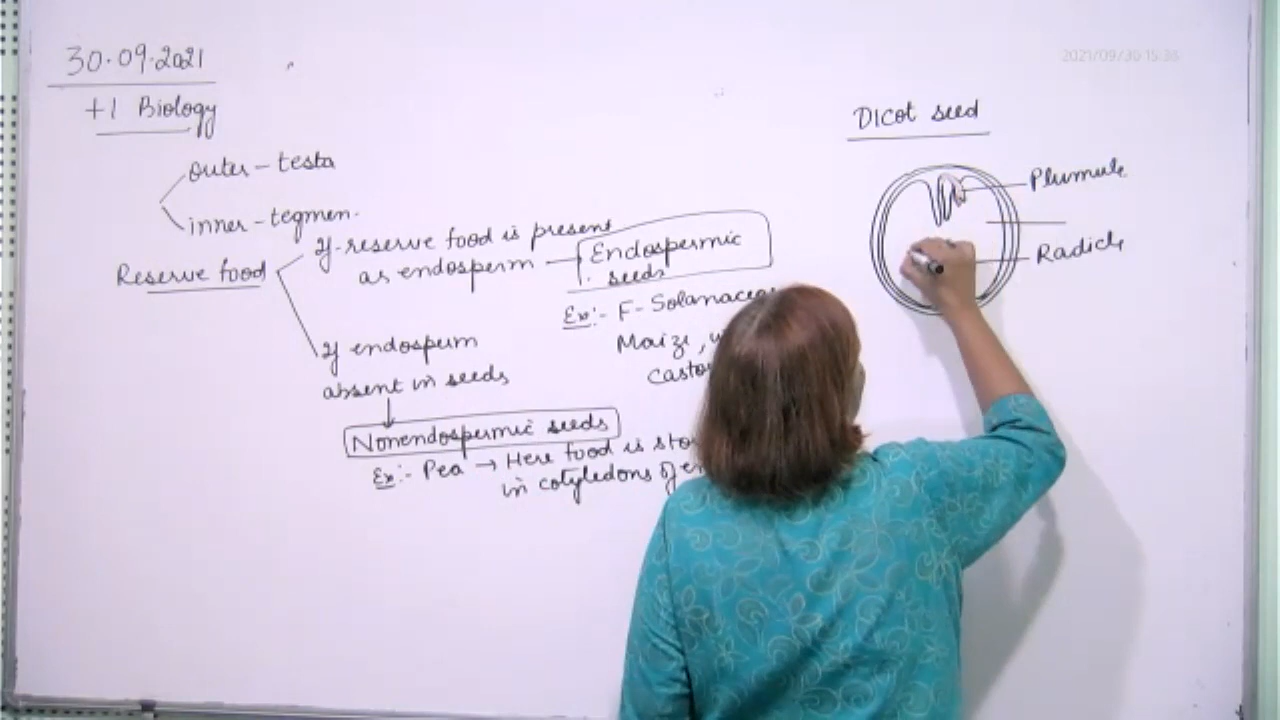 30.09.2021
+1 Biology
outer - testa
inner - tegmen.
Reserve food
If reserve food is present
as endosperm
Endospermic
seeds
Ex:- F- Solanaceae
Maize,
If endosperm
absent in seeds
Nonendospermic seeds
Ex:- Pea → Here food is
in cotyledons of
Dicot seed
Plumule
Radicle
2021/09/30 15:36